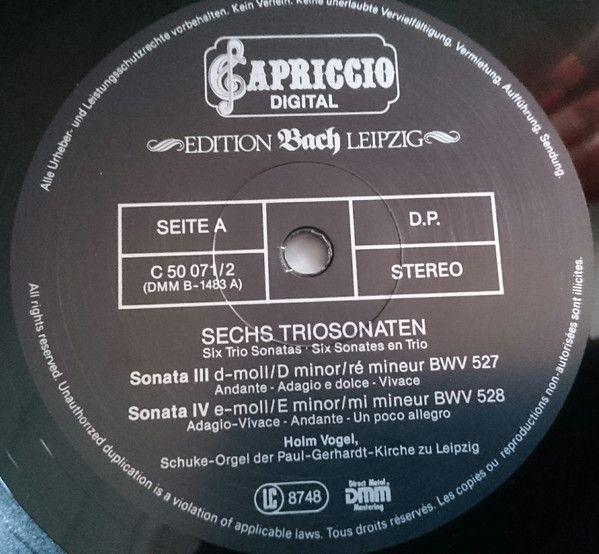 Alle Urheber- und Leistungsschutzrechte vorbehalten. Kein Verleih. Keine unerlaubte Vervielfältigung, Vermietung, Aufführung, Sendung.
CAPRICCIO
DIGITAL
EDITION Bach LEIPZIG
SEITE A
D.P.
C 50 071/2
(DMM B-1483 A)
STEREO
SECHS TRIOSONATEN
Six Trio Sonatas · Six Sonates en Trio
Sonata III d-moll/D minor/ré mineur BWV 527
Andante - Adagio e dolce - Vivace
Sonata IV e-moll/E minor/mi mineur BWV 528
Adagio-Vivace - Andante - Un poco allegro
Holm Vogel,
Schuke-Orgel der Paul-Gerhardt-Kirche zu Leipzig
LC 8748
Direct Metal
DMM
Mastering
All rights reserved. Unauthorized duplication is a violation of applicable laws. Tous droits réservés. Les copies ou reproductions non-autorisées sont illicites.